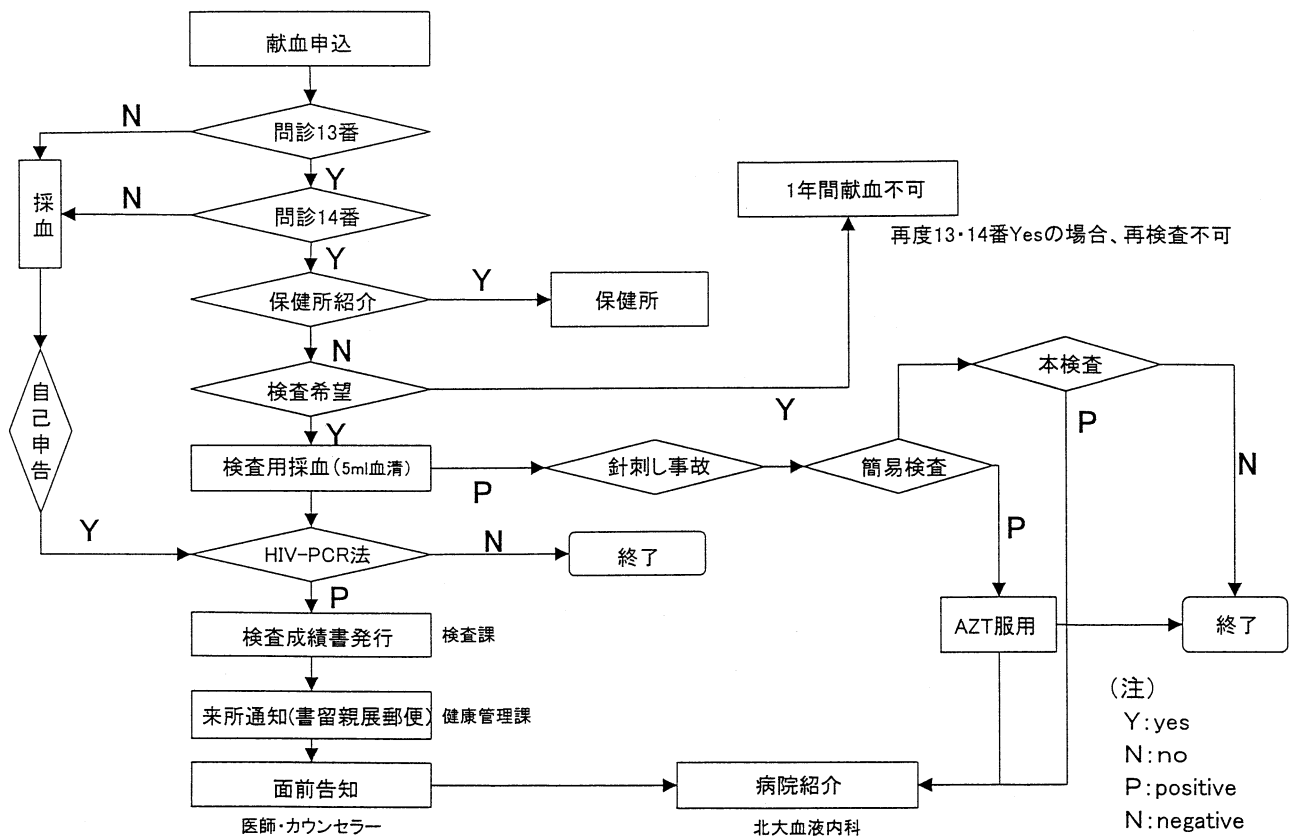 献血申込
N
問診13番
Y
採血
N
問診14番
1年間献血不可
再度13・14番Yesの場合、再検査不可
Y
保健所紹介
Y
保健所
N
検査希望
Y
本検査
P
自己申告
Y
検査用採血(5ml血清)
P
針刺し事故
簡易検査
N
Y
HIV-PCR法
N
終了
P
P
検査成績書発行
検査課
AZT服用
終了
来所通知(書留親展郵便)
健康管理課
面前告知
医師・カウンセラー
病院紹介
北大血液内科
(注)
Y:yes
N:no
P:positive
N:negative